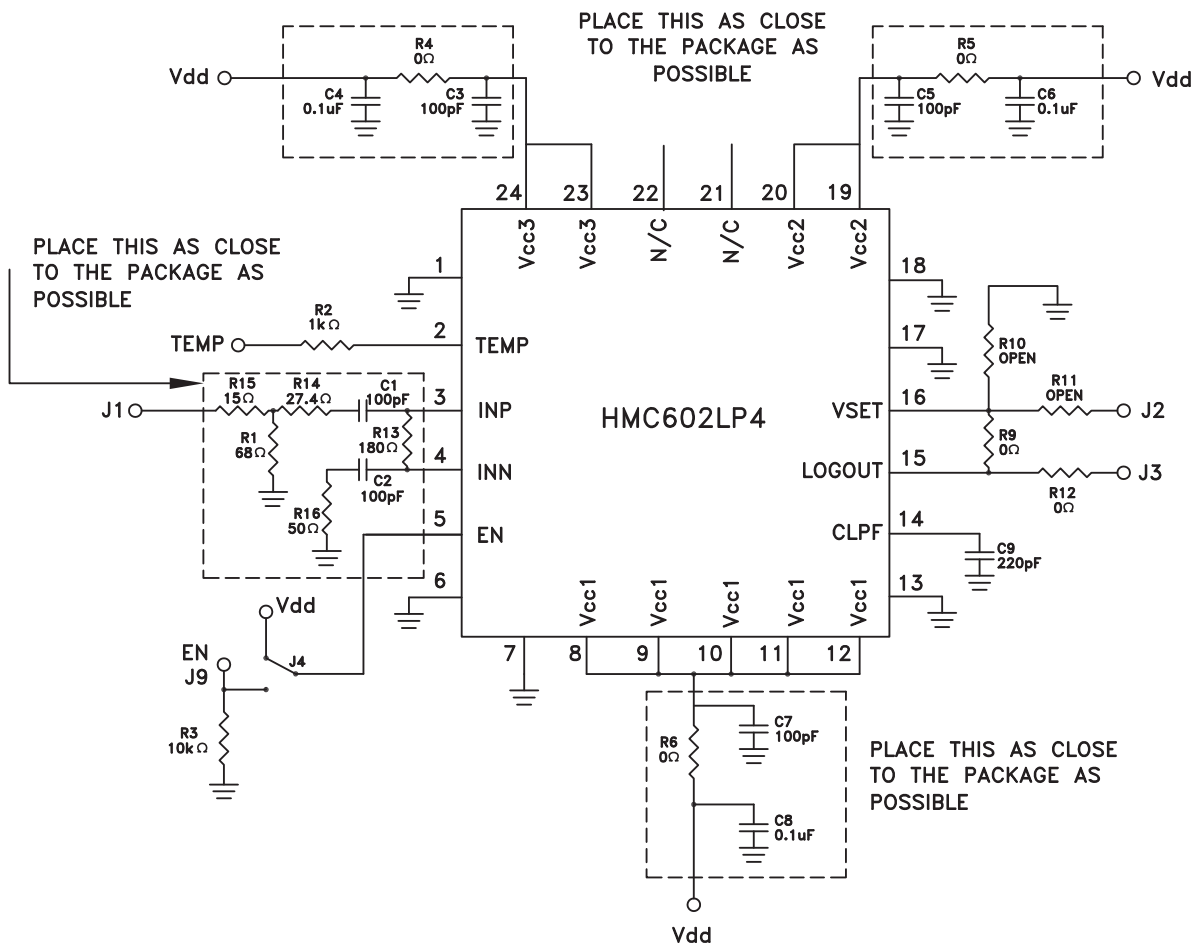 PLACE THIS AS CLOSE
TO THE PACKAGE AS
POSSIBLE
R4
0Ω
Vdd
C4
0.1uF
C3
100pF
R5
0Ω
Vdd
C5
100pF
C6
0.1uF
24
23
22
21
20
19
Vcc3
Vcc3
N/C
N/C
Vcc2
Vcc2
PLACE THIS AS CLOSE
TO THE PACKAGE AS
POSSIBLE
1
R2
1kΩ
TEMP
2
TEMP
R15
15Ω
R14
27.4Ω
C1
100pF
J1
3
INP
R1
68Ω
R13
180Ω
4
INN
C2
100pF
R16
50Ω
5
EN
6
HMC602LP4
18
17
R10
OPEN
R11
OPEN
VSET
16
J2
R9
0Ω
LOGOUT
15
J3
R12
0Ω
CLPF
14
C9
220pF
13
Vcc1
Vcc1
Vcc1
Vcc1
Vcc1
7
8
9
10
11
12
Vdd
J4
EN
J9
R3
10kΩ
C7
100pF
R6
0Ω
C8
0.1uF
PLACE THIS AS CLOSE
TO THE PACKAGE AS
POSSIBLE
Vdd